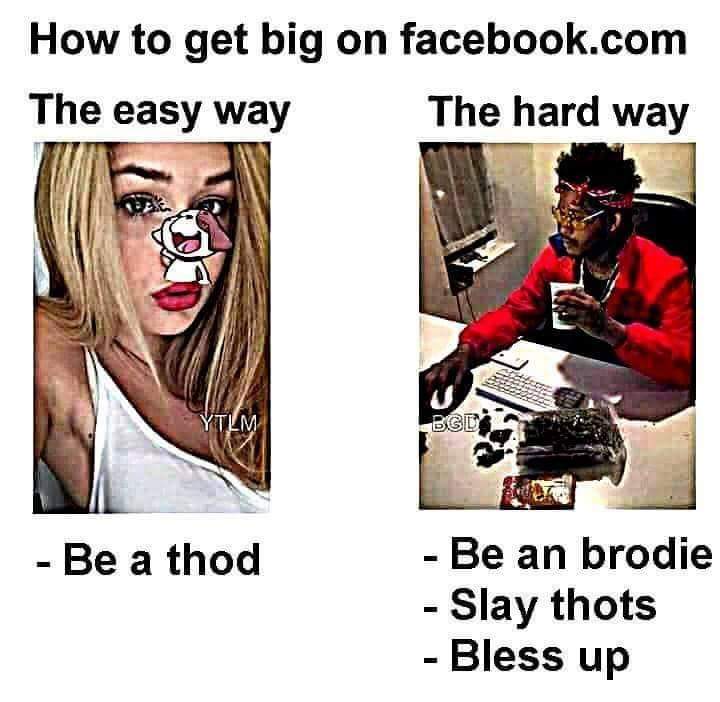 How to get big on facebook.com
The easy way
The hard way
YTLM
BGD
- Be a thod
- Be an brodie
- Slay thots
- Bless up